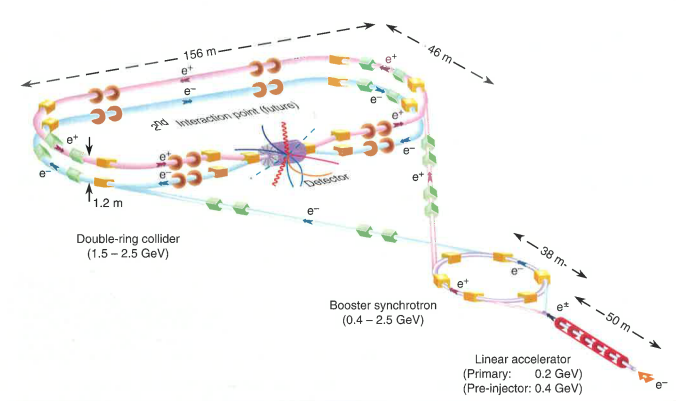 156 m
46 m
e+
e+
e−
e−
2nd Interaction point (future)
e+
e+
e+
e−
e−
e−
Detector
e+
1.2 m
e−
Double-ring collider
(1.5 – 2.5 GeV)
38 m
e−
e+
Booster synchrotron
(0.4 – 2.5 GeV)
e±
50 m
Linear accelerator
(Primary: 0.2 GeV)
(Pre-injector: 0.4 GeV)
e−